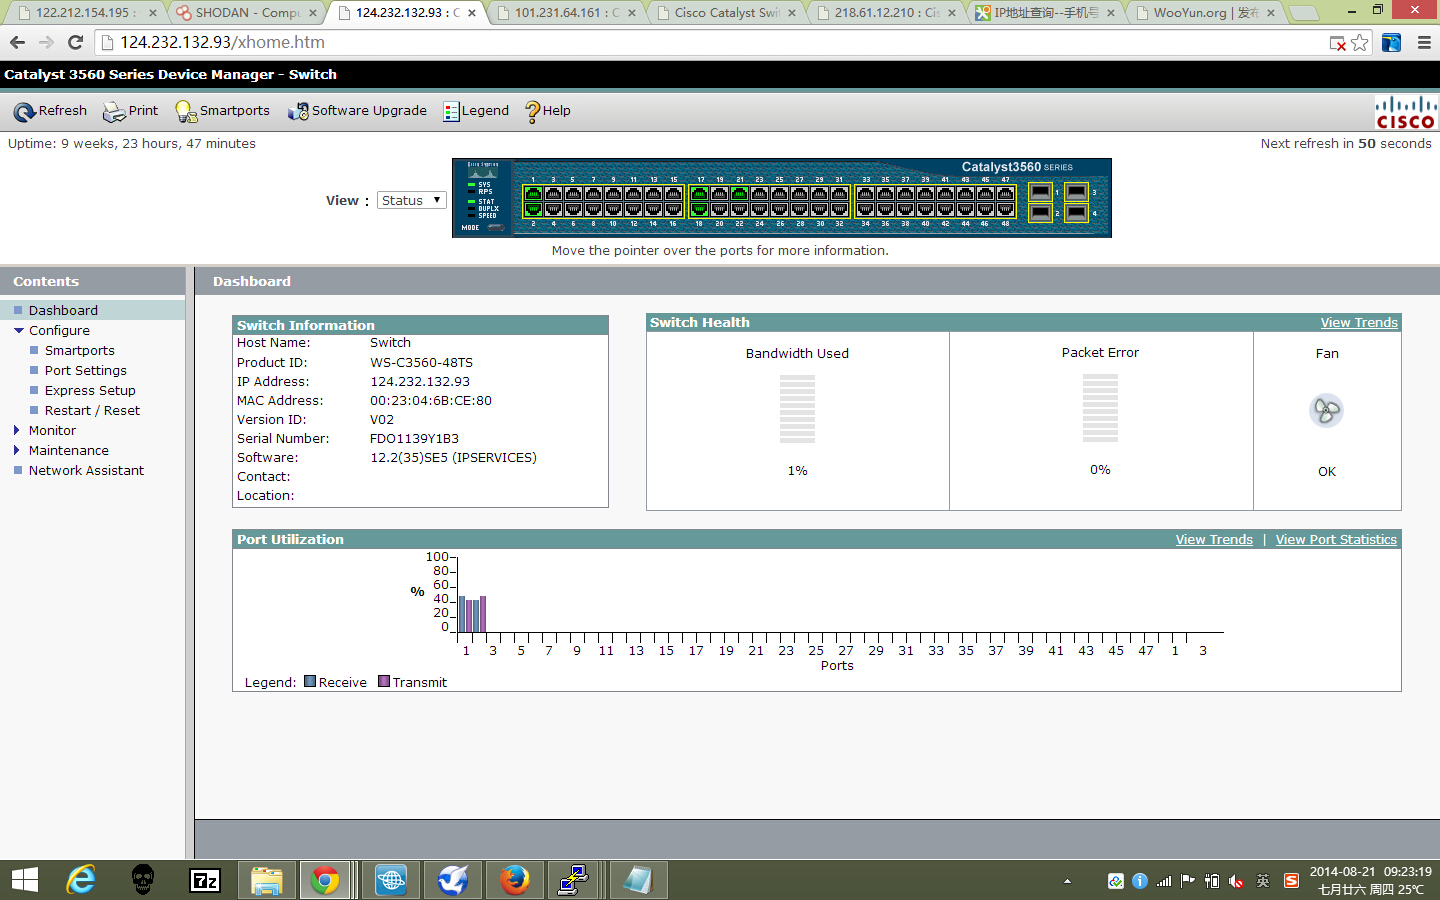 122.212.154.195 :
SHODAN - Compu
124.232.132.93 : C
101.231.64.161 : C
Cisco Catalyst Swi
218.61.12.210 : Cis
IP地址查询--手机号
WooYun.org | 发布
124.232.132.93/xhome.htm
Catalyst 3560 Series Device Manager - Switch
Refresh Print Smartports Software Upgrade Legend Help
CISCO
Uptime: 9 weeks, 23 hours, 47 minutes
Next refresh in 50 seconds
View : Status
Catalyst3560 SERIES
SYS
RPS
STAT
DUPLX
SPEED
MODE
1 3 5 7 9 11 13 15 17 19 21 23 25 27 29 31 33 35 37 39 41 43 45 47
2 4 6 8 10 12 14 16 18 20 22 24 26 28 30 32 34 36 38 40 42 44 46 48
1 3
2 4
Move the pointer over the ports for more information.
Contents
Dashboard
Configure
Smartports
Port Settings
Express Setup
Restart / Reset
Monitor
Maintenance
Network Assistant
Dashboard
Switch Information
Host Name: Switch
Product ID: WS-C3560-48TS
IP Address: 124.232.132.93
MAC Address: 00:23:04:6B:CE:80
Version ID: V02
Serial Number: FDO1139Y1B3
Software: 12.2(35)SE5 (IPSERVICES)
Contact:
Location:
Switch Health View Trends
Bandwidth Used Packet Error Fan
1% 0% OK
Port Utilization View Trends | View Port Statistics
100
80
60
%
40
20
0
1 3 5 7 9 11 13 15 17 19 21 23 25 27 29 31 33 35 37 39 41 43 45 47 1 3
Ports
Legend: Receive Transmit
7z
英
S
2014-08-21 09:23:19
七月廿六 周四 25℃